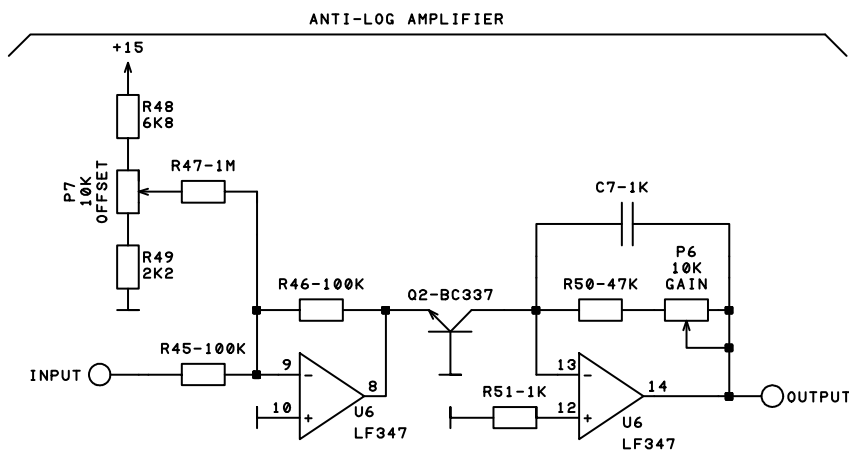 ANTI-LOG AMPLIFIER
+15
R48
6K8
P7
10K
OFFSET
R47-1M
R49
2K2
C7-1K
P6
10K
GAIN
R46-100K
Q2-BC337
R50-47K
R45-100K
INPUT
9
-
8
10
+
U6
LF347
R51-1K
13
-
14
12
+
U6
LF347
OUTPUT